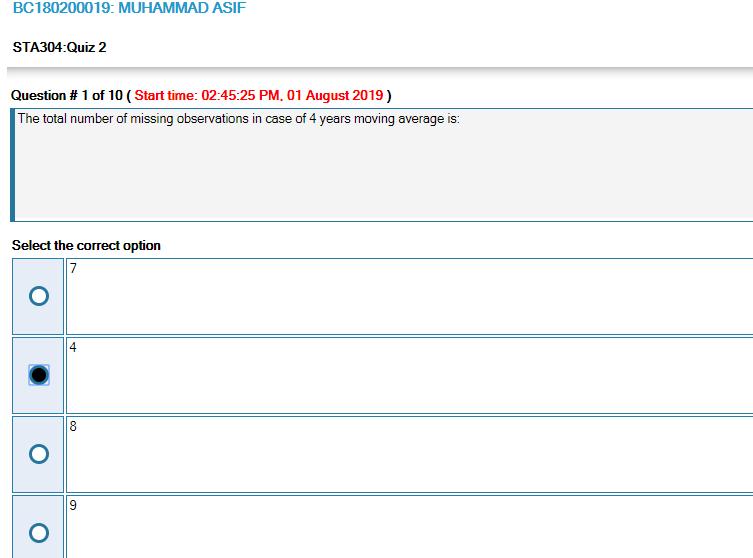 BC180200019: MUHAMMAD ASIF
STA304:Quiz 2
Question # 1 of 10 ( Start time: 02:45:25 PM, 01 August 2019 )
The total number of missing observations in case of 4 years moving average is:
Select the correct option
7
4
8
9